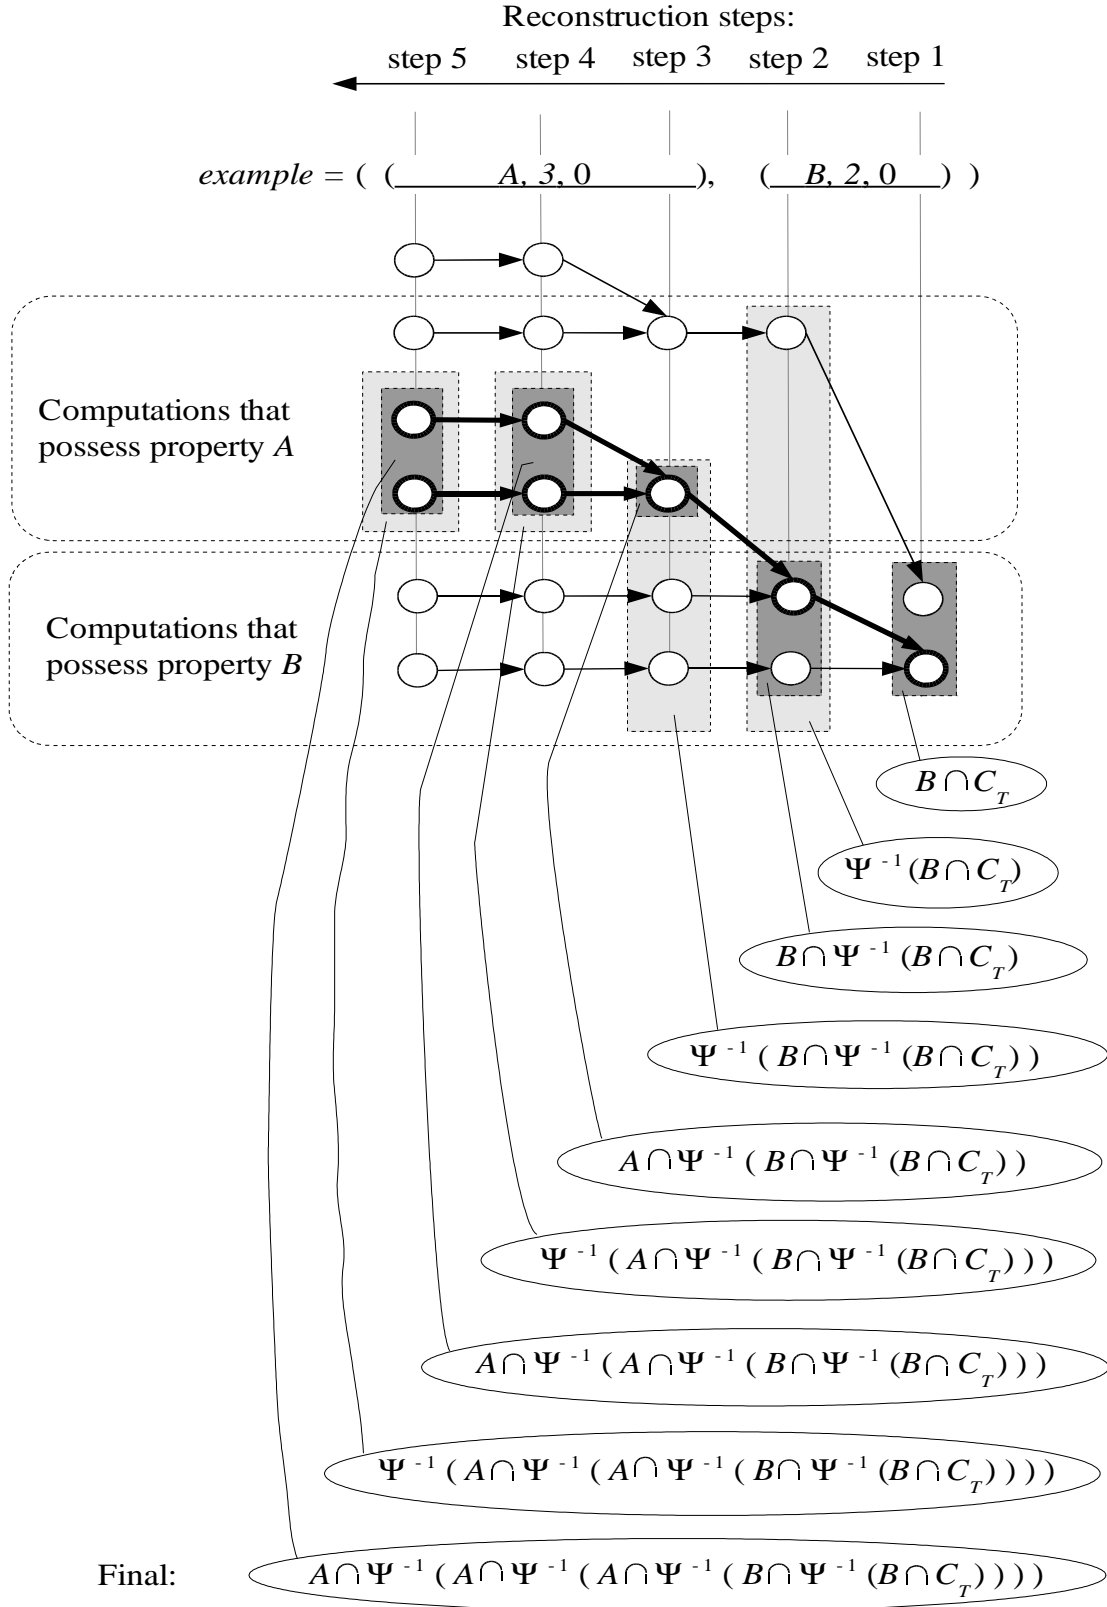 Reconstruction steps:
step 5 step 4 step 3 step 2 step 1
example = ( ( A, 3, 0 ), ( B, 2, 0 ) )
Computations that
possess property A
Computations that
possess property B
B ∩ C_T
Ψ⁻¹ (B ∩ C_T)
B ∩ Ψ⁻¹ (B ∩ C_T)
Ψ⁻¹ ( B ∩ Ψ⁻¹ (B ∩ C_T) )
A ∩ Ψ⁻¹ ( B ∩ Ψ⁻¹ (B ∩ C_T) )
Ψ⁻¹ ( A ∩ Ψ⁻¹ ( B ∩ Ψ⁻¹ (B ∩ C_T) ) )
A ∩ Ψ⁻¹ ( A ∩ Ψ⁻¹ ( B ∩ Ψ⁻¹ (B ∩ C_T) ) )
Ψ⁻¹ ( A ∩ Ψ⁻¹ ( A ∩ Ψ⁻¹ ( B ∩ Ψ⁻¹ (B ∩ C_T) ) ) )
Final: A ∩ Ψ⁻¹ ( A ∩ Ψ⁻¹ ( A ∩ Ψ⁻¹ ( B ∩ Ψ⁻¹ (B ∩ C_T) ) ) )